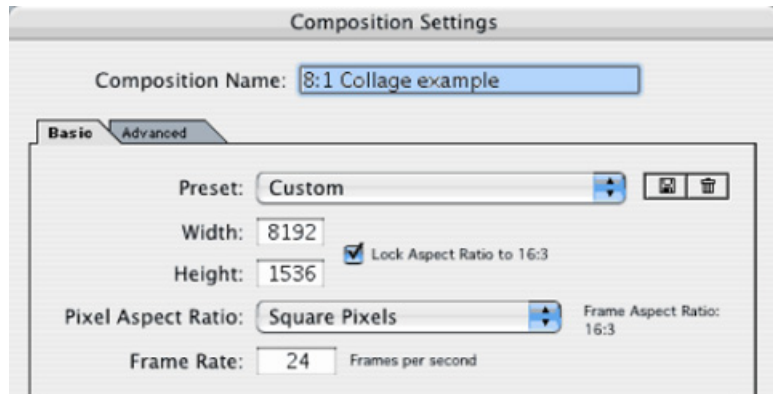 Composition Settings
Composition Name: 8:1 Collage example
Basic Advanced
Preset: Custom
Width: 8192
Lock Aspect Ratio to 16:3
Height: 1536
Pixel Aspect Ratio: Square Pixels Frame Aspect Ratio:
16:3
Frame Rate: 24 Frames per second